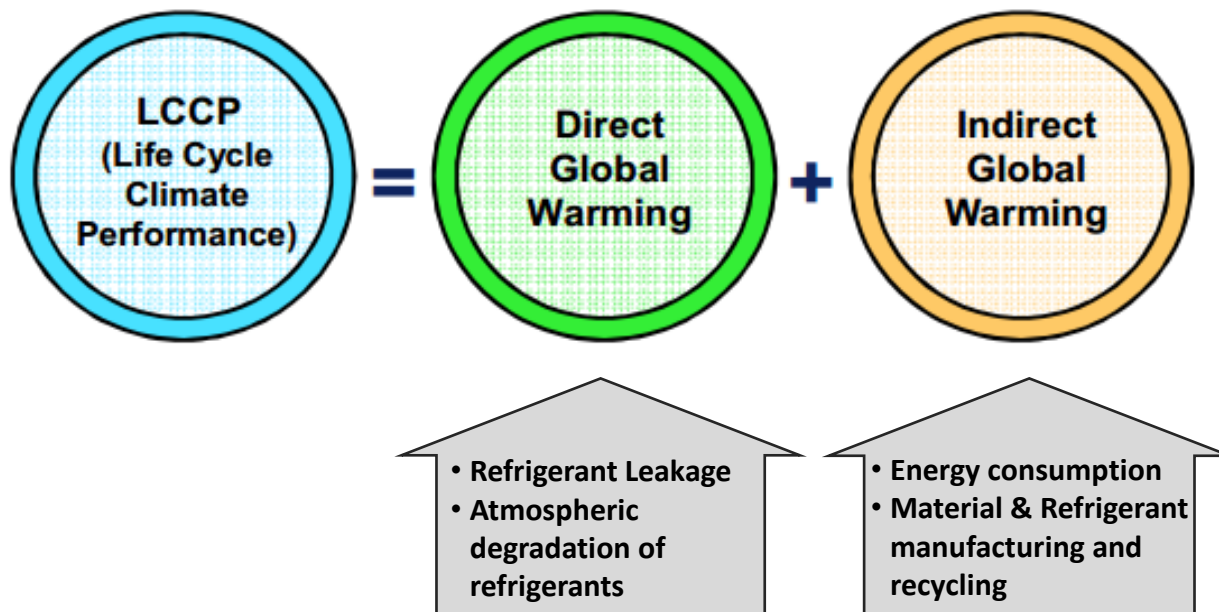 LCCP
(Life Cycle
Climate
Performance)
=
Direct
Global
Warming
+
Indirect
Global
Warming
• Refrigerant Leakage
• Atmospheric
degradation of
refrigerants
• Energy consumption
• Material & Refrigerant
manufacturing and
recycling